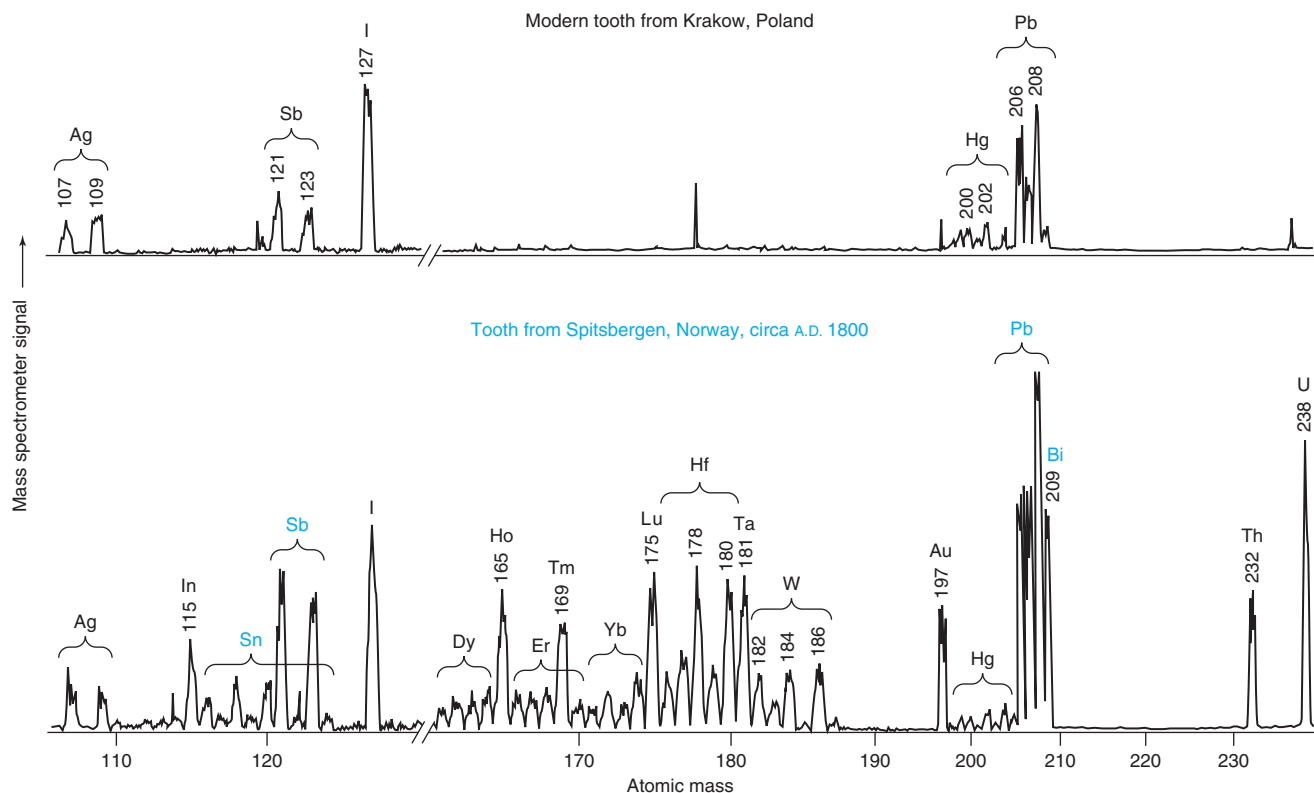 Modern tooth from Krakow, Poland
I
127
Pb
206
208
Sb
121
123
Ag
107
109
Hg
200
202
Mass spectrometer signal
Tooth from Spitsbergen, Norway, circa A.D. 1800
Pb
U
238
Bi
209
Hf
178
180
Lu
175
Ta
181
I
Sb
Ho
165
Tm
169
Au
197
Th
232
In
115
W
182
184
186
Ag
Sn
Dy
Er
Yb
Hg
110 120 170 180 190 200 210 220 230
Atomic mass